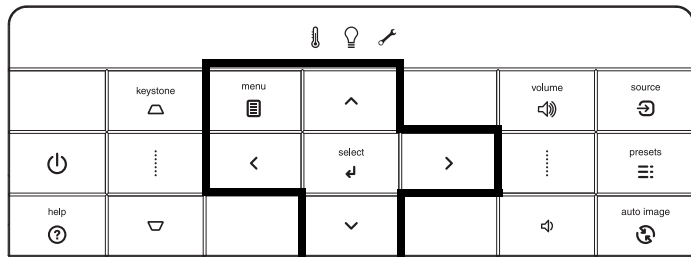 keystone
menu
volume
source
select
presets
help
auto image